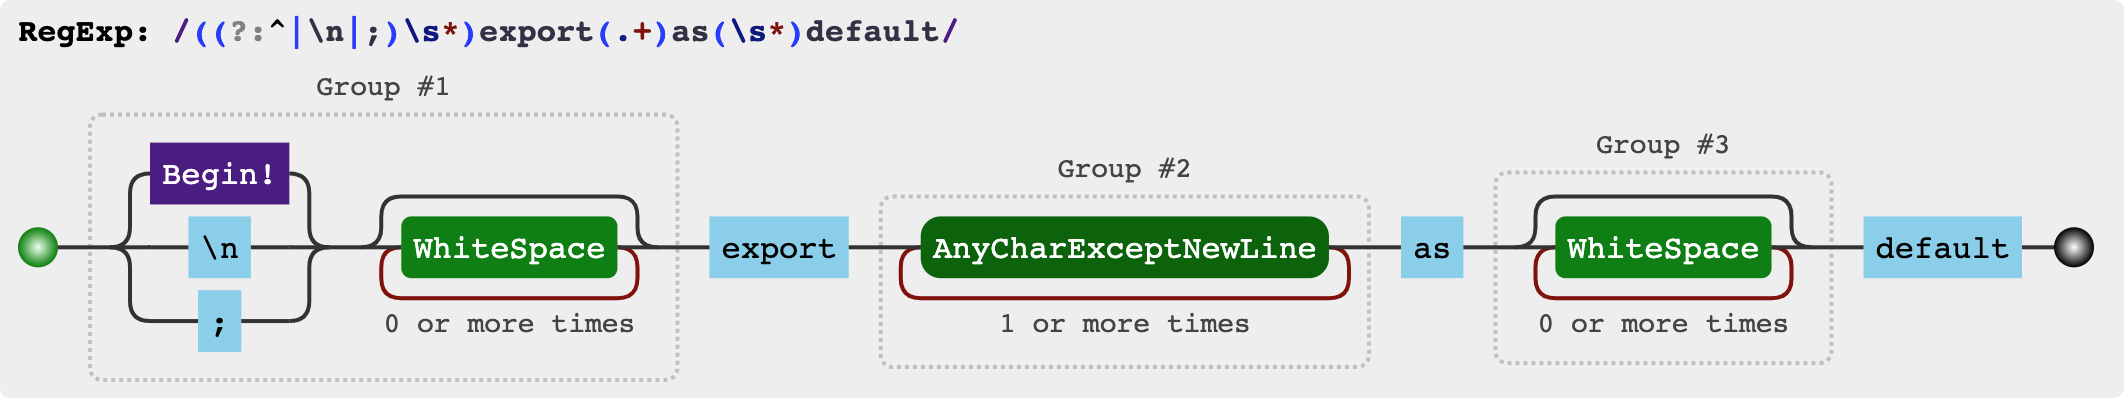 RegExp: /((?:^|\n|;)\s*)export(.+)as(\s*)default/
Group #1
Group #2
Group #3
Begin!
\n
;
WhiteSpace
0 or more times
export
AnyCharExceptNewLine
1 or more times
as
WhiteSpace
0 or more times
default